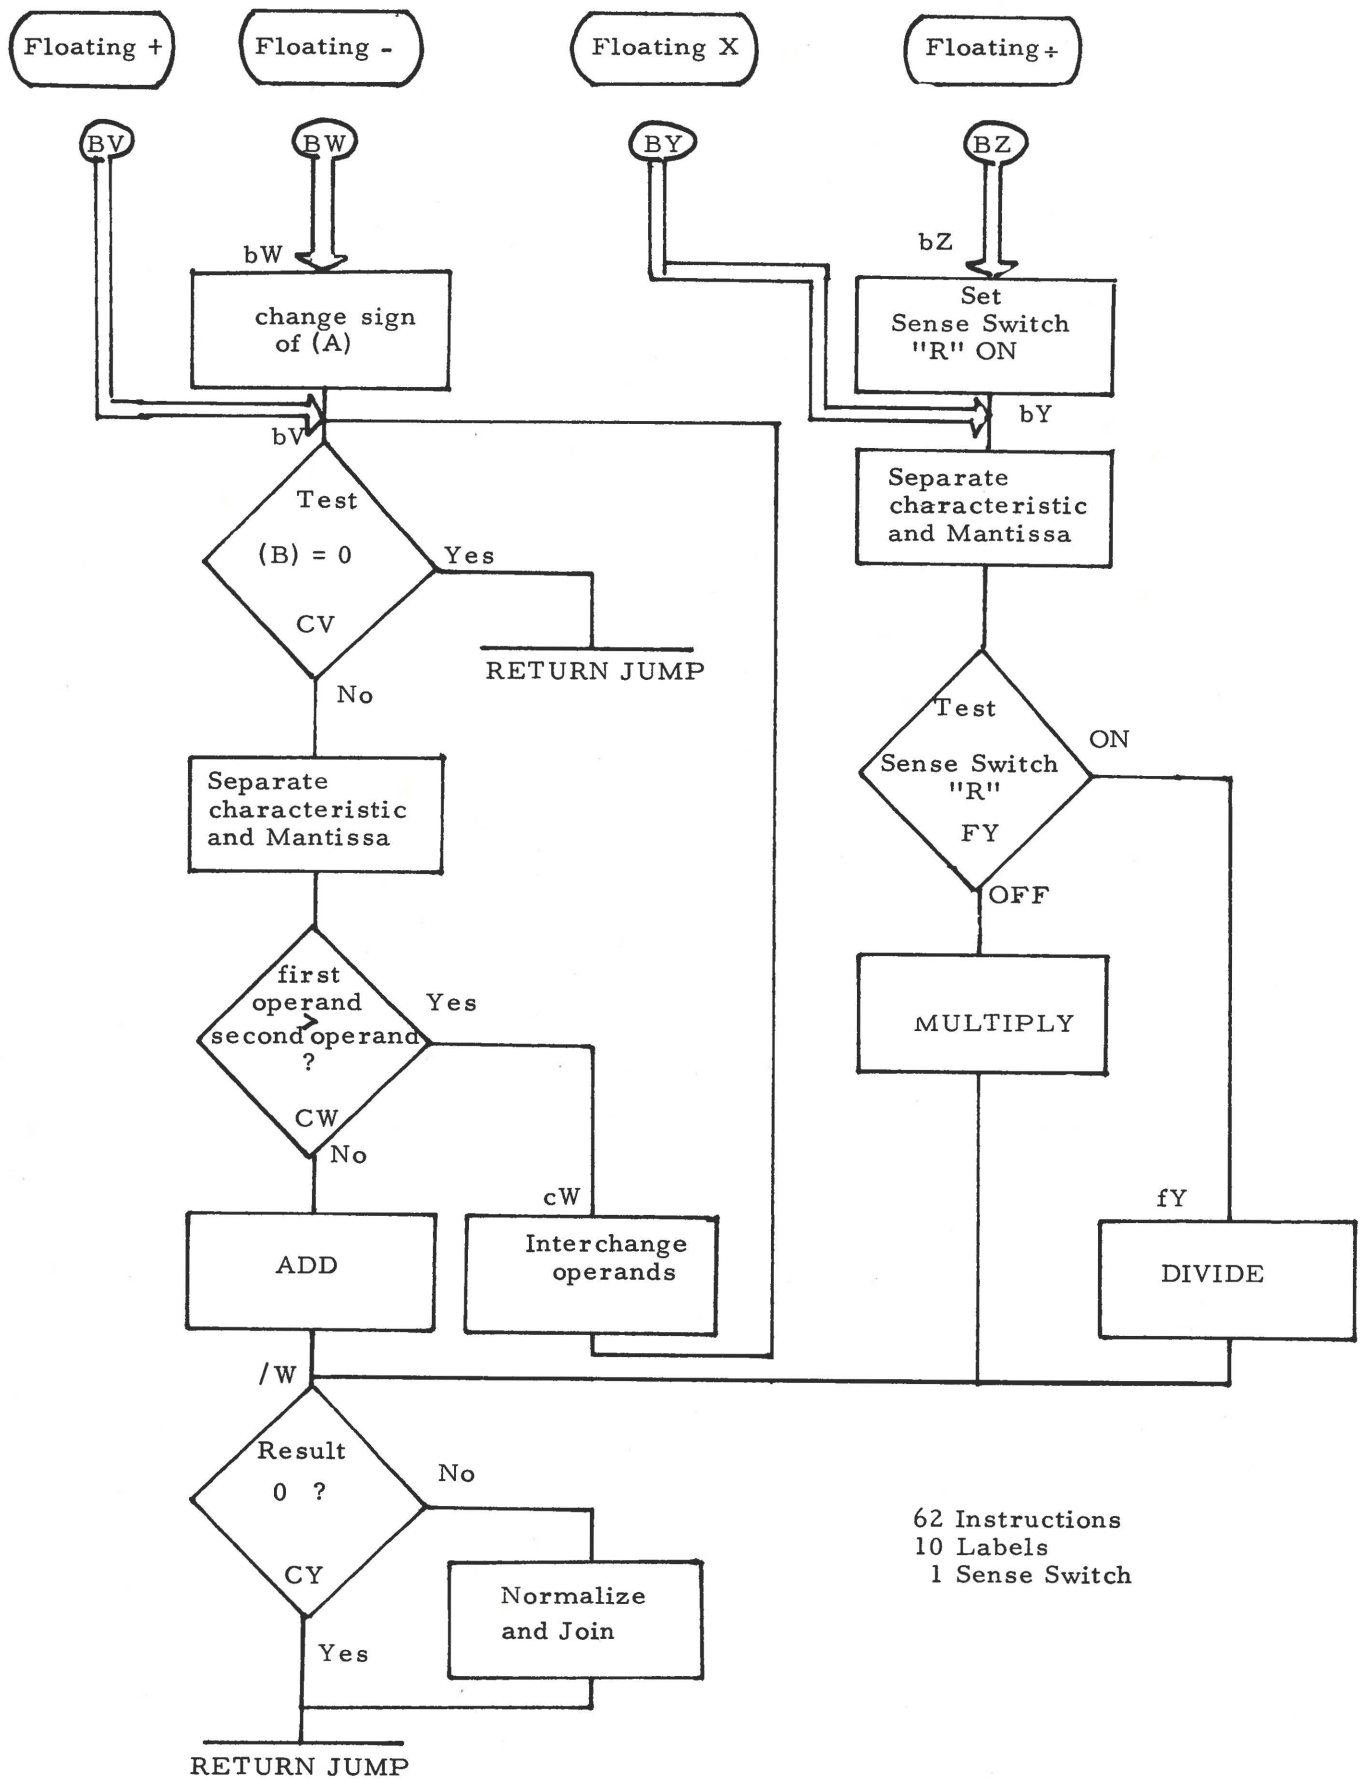 Floating +
Floating -
Floating X
Floating ÷
BV
BW
BY
BZ
bW
change sign
of (A)
bZ
Set
Sense Switch
"R" ON
bV
bY
Test
(B) = 0
CV
Yes
RETURN JUMP
No
Separate
characteristic
and Mantissa
Separate
characteristic
and Mantissa
Test
Sense Switch
"R"
FY
ON
OFF
first
operand
>
second operand
?
CW
Yes
No
MULTIPLY
cW
Interchange
operands
ADD
fY
DIVIDE
/W
Result
0 ?
CY
No
Yes
Normalize
and Join
62 Instructions
10 Labels
1 Sense Switch
RETURN JUMP